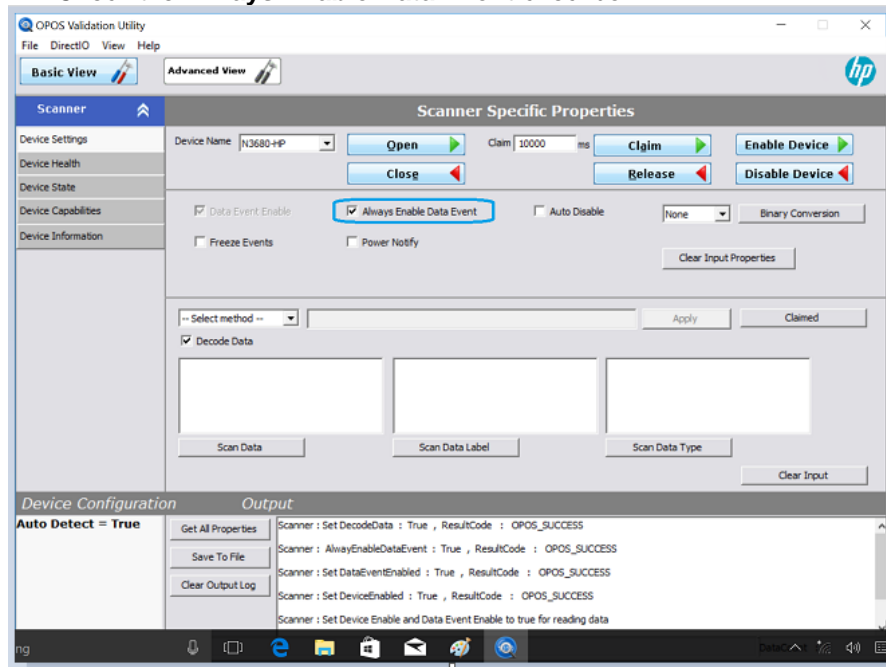 OPOS Validation Utility
File DirectIO View Help
Basic View
Advanced View
hp
Scanner
Scanner Specific Properties
Device Settings
Device Health
Device State
Device Capabilities
Device Information
Device Name N3680-HP Open Claim 10000 ms Claim Enable Device
Close Release Disable Device
Data Event Enable Always Enable Data Event Auto Disable None Binary Conversion
Freeze Events Power Notify
Clear Input Properties
-- Select method -- Apply Claimed
Decode Data
Scan Data Scan Data Label Scan Data Type
Clear Input
Device Configuration Output
Auto Detect = True
Get All Properties
Save To File
Clear Output Log
Scanner : Set DecodeData : True , ResultCode : OPOS_SUCCESS
Scanner : AlwayEnableDataEvent : True , ResultCode : OPOS_SUCCESS
Scanner : Set DataEventEnabled : True , ResultCode : OPOS_SUCCESS
Scanner : Set DeviceEnabled : True , ResultCode : OPOS_SUCCESS
Scanner : Set Device Enable and Data Event Enable to true for reading data
ng